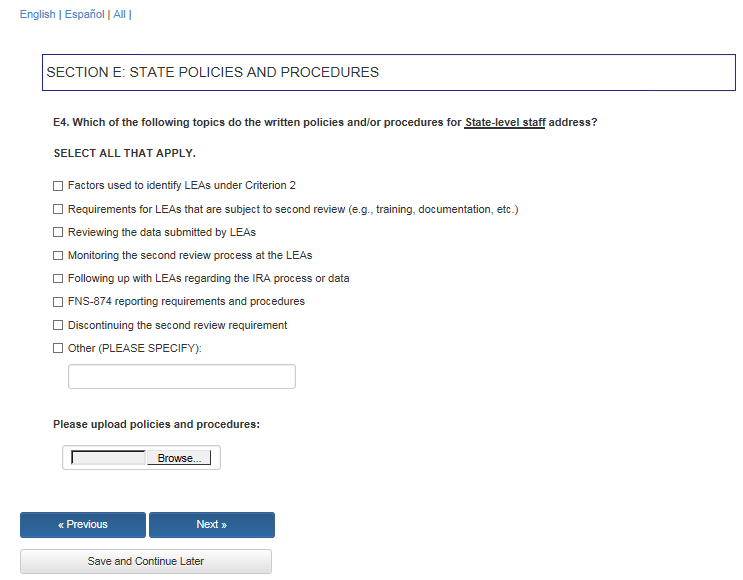 English | Español | All |
SECTION E: STATE POLICIES AND PROCEDURES
E4. Which of the following topics do the written policies and/or procedures for State-level staff address?
SELECT ALL THAT APPLY.
Factors used to identify LEAs under Criterion 2
Requirements for LEAs that are subject to second review (e.g., training, documentation, etc.)
Reviewing the data submitted by LEAs
Monitoring the second review process at the LEAs
Following up with LEAs regarding the IRA process or data
FNS-874 reporting requirements and procedures
Discontinuing the second review requirement
Other (PLEASE SPECIFY):
Please upload policies and procedures:
Browse...
« Previous Next »
Save and Continue Later